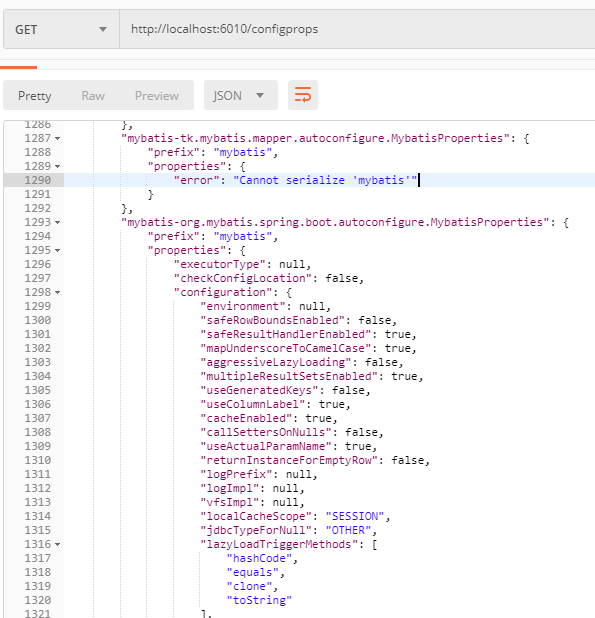 GET http://localhost:6010/configprops
Pretty Raw Preview JSON
1286 },
1287 "mybatis-tk.mybatis.mapper.autoconfigure.MybatisProperties": {
1288 "prefix": "mybatis",
1289 "properties": {
1290 "error": "Cannot serialize 'mybatis'"
1291 }
1292 },
1293 "mybatis-org.mybatis.spring.boot.autoconfigure.MybatisProperties": {
1294 "prefix": "mybatis",
1295 "properties": {
1296 "executorType": null,
1297 "checkConfigLocation": false,
1298 "configuration": {
1299 "environment": null,
1300 "safeRowBoundsEnabled": false,
1301 "safeResultHandlerEnabled": true,
1302 "mapUnderscoreToCamelCase": true,
1303 "aggressiveLazyLoading": false,
1304 "multipleResultSetsEnabled": true,
1305 "useGeneratedKeys": false,
1306 "useColumnLabel": true,
1307 "cacheEnabled": true,
1308 "callSettersOnNulls": false,
1309 "useActualParamName": true,
1310 "returnInstanceForEmptyRow": false,
1311 "logPrefix": null,
1312 "logImpl": null,
1313 "vfsImpl": null,
1314 "localCacheScope": "SESSION",
1315 "jdbcTypeForNull": "OTHER",
1316 "lazyLoadTriggerMethods": [
1317 "hashCode",
1318 "equals",
1319 "clone",
1320 "toString"
1321 ],